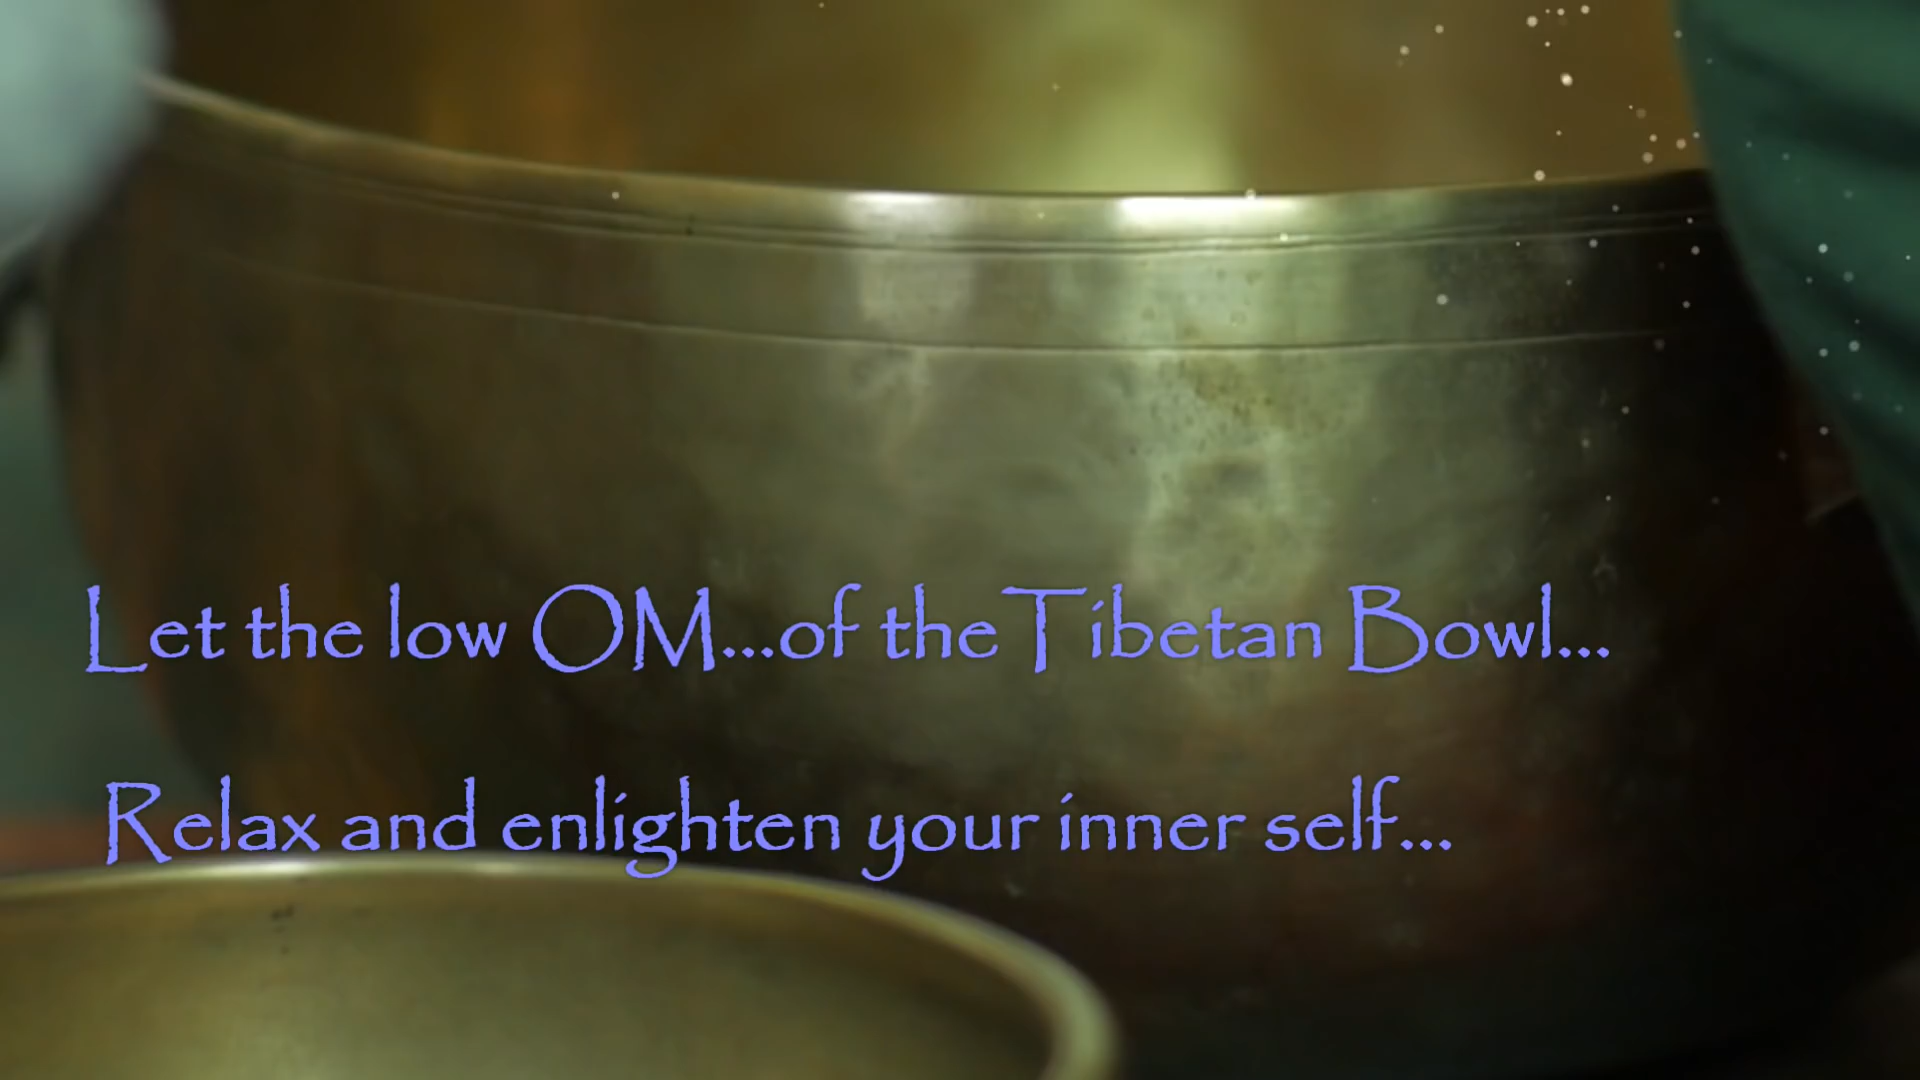 Let the low OM...of the Tibetan Bowl...
Relax and enlighten your inner self...